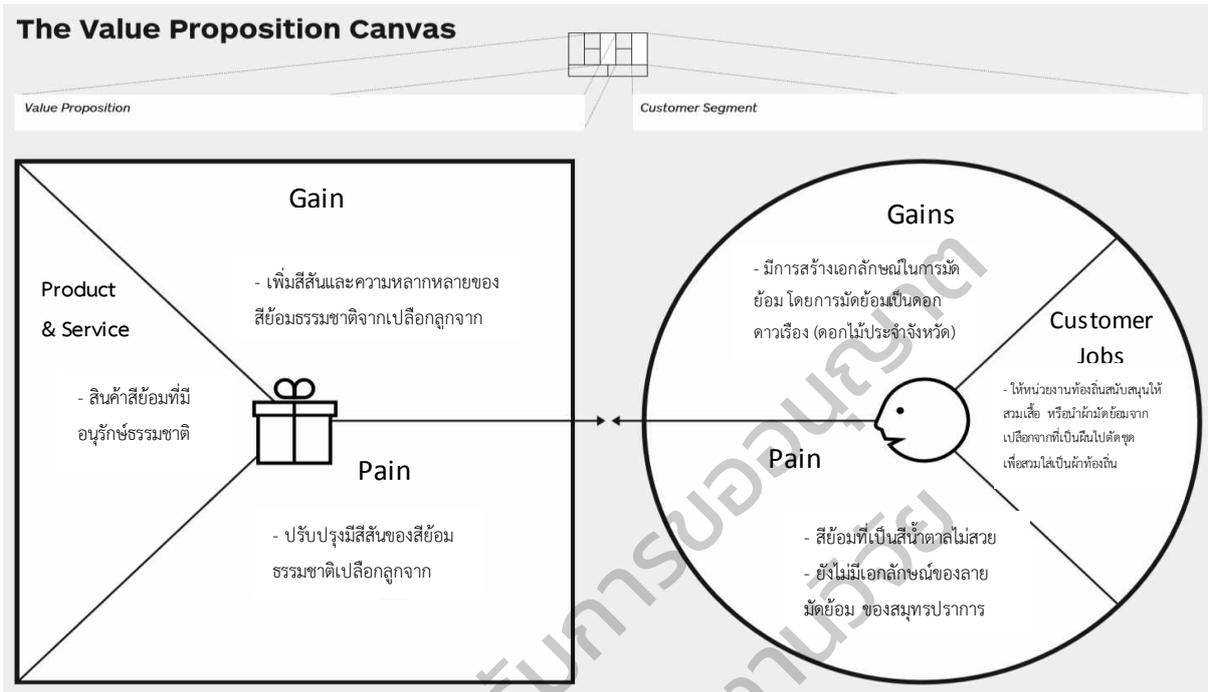 The Value Proposition Canvas
Value Proposition
Customer Segment
Gain
- เพิ่มสีสันและความหลากหลายของ
สีย้อมธรรมชาติจากเปลือกลูกจาก
Product
& Service
- สินค้าสีย้อมที่มี
อนุรักษ์ธรรมชาติ
Pain
- ปรับปรุงมีสีสันของสีย้อม
ธรรมชาติเปลือกลูกจาก
Gains
- มีการสร้างเอกลักษณ์ในการมัด
ย้อม โดยการมัดย้อมเป็นดอก
ดาวเรือง (ดอกไม้ประจำจังหวัด)
Customer
Jobs
- ให้หน่วยงานท้องถิ่นสนับสนุนให้
สวมเสื้อ หรือนำผ้ามัดย้อมจาก
เปลือกจากที่เป็นผืนไปตัดชุด
เพื่อสวมใส่เป็นผ้าท้องถิ่น
Pain
- สีย้อมที่เป็นสีน้ำตาลไม่สวย
- ยังไม่มีเอกลักษณ์ของลาย
มัดย้อม ของสมุทรปราการ